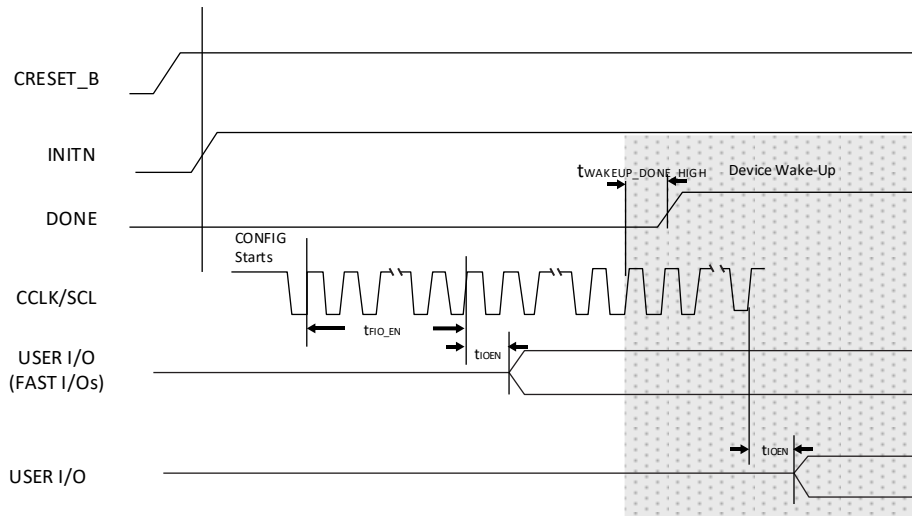 CRESET_B
INITN
tWAKEUP_DONE_HIGH
Device Wake-Up
DONE
CONFIG
Starts
CCLK/SCL
tFIO_EN
USER I/O
(FAST I/Os)
tIOEN
tIOEN
USER I/O